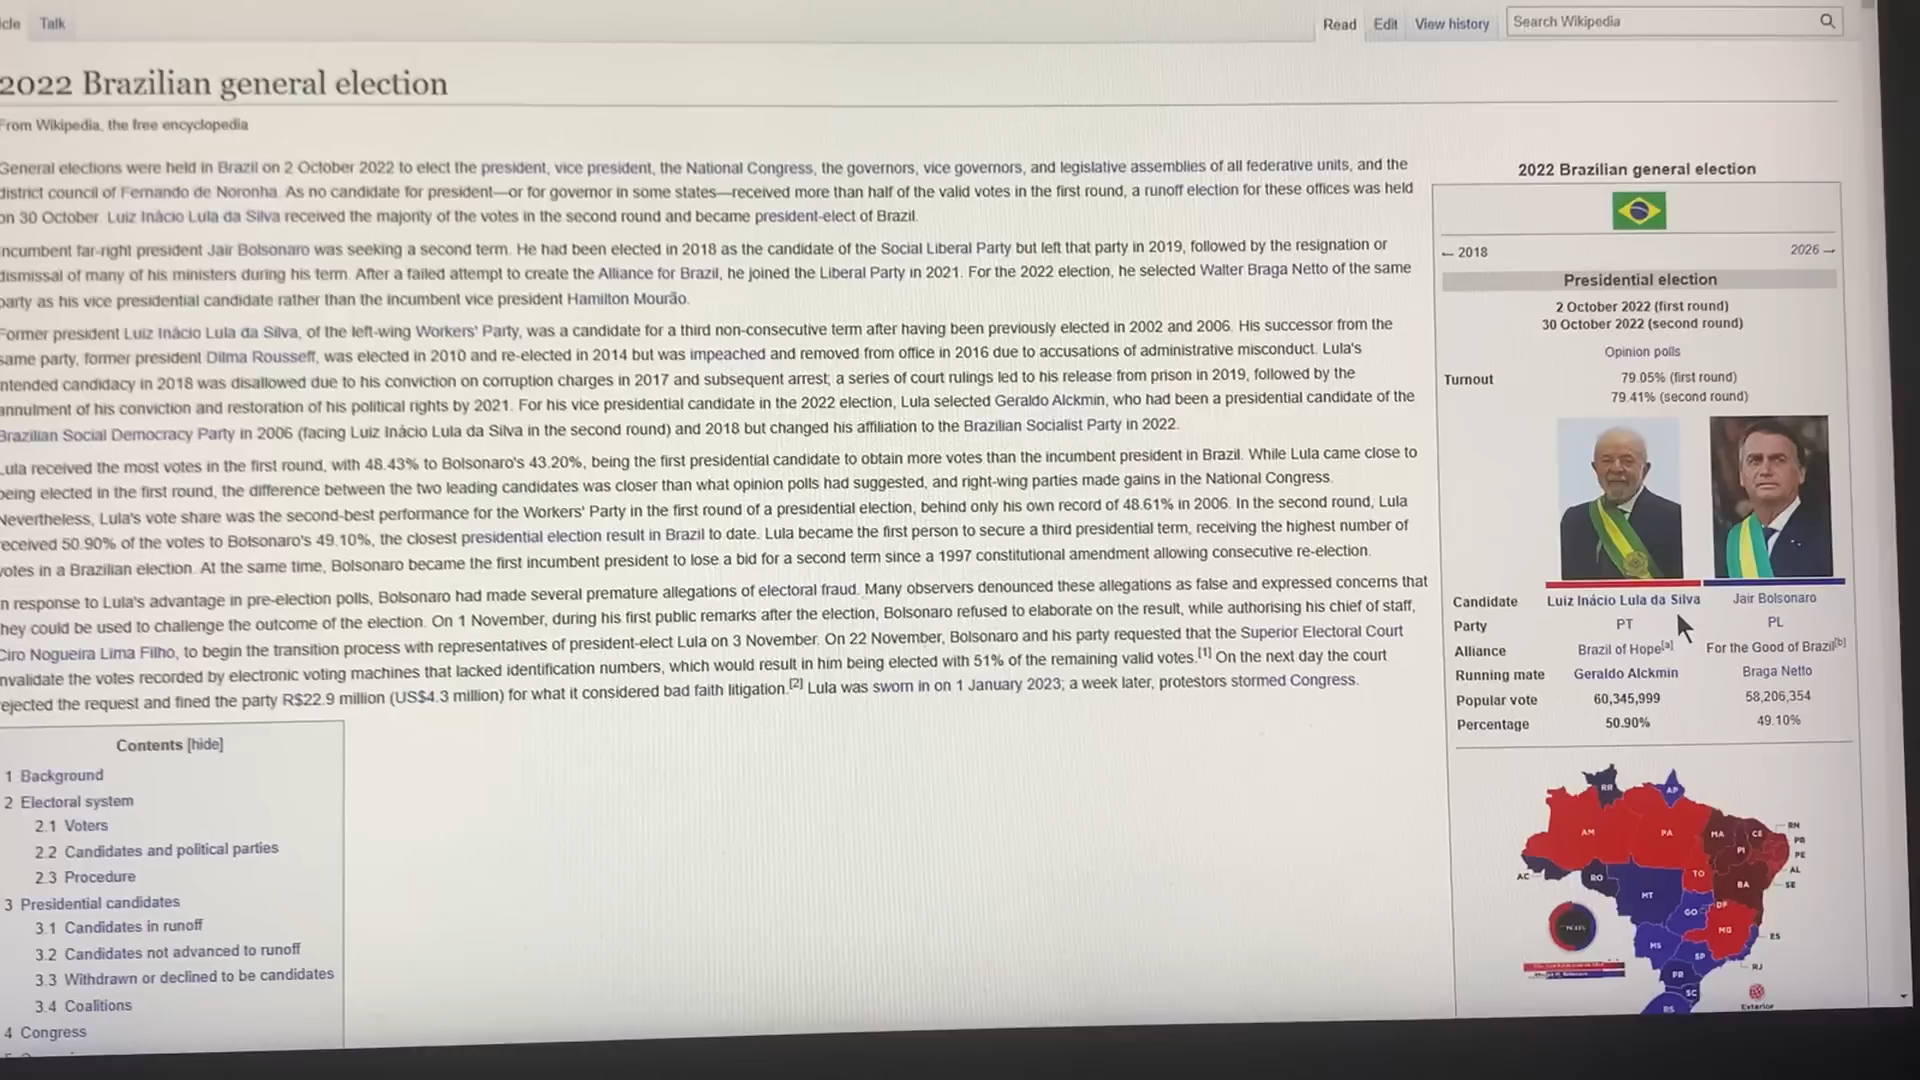 Talk
Read
Edit
View history
Search Wikipedia
2022 Brazilian general election
From Wikipedia, the free encyclopedia
General elections were held in Brazil on 2 October 2022 to elect the president, vice president, the National Congress, the governors, vice governors, and legislative assemblies of all federative units, and the
district council of Fernando de Noronha. As no candidate for president—or for governor in some states—received more than half of the valid votes in the first round, a runoff election for these offices was held
on 30 October. Luiz Inácio Lula da Silva received the majority of the votes in the second round and became president-elect of Brazil.
ncumbent far-right president Jair Bolsonaro was seeking a second term. He had been elected in 2018 as the candidate of the Social Liberal Party but left that party in 2019, followed by the resignation or
dismissal of many of his ministers during his term. After a failed attempt to create the Alliance for Brazil, he joined the Liberal Party in 2021. For the 2022 election, he selected Walter Braga Netto of the same
party as his vice presidential candidate rather than the incumbent vice president Hamilton Mourão.
Former president Luiz Inácio Lula da Silva, of the left-wing Workers' Party, was a candidate for a third non-consecutive term after having been previously elected in 2002 and 2006. His successor from the
same party, former president Dilma Rousseff, was elected in 2010 and re-elected in 2014 but was impeached and removed from office in 2016 due to accusations of administrative misconduct. Lula's
ntended candidacy in 2018 was disallowed due to his conviction on corruption charges in 2017 and subsequent arrest; a series of court rulings led to his release from prison in 2019, followed by the
annulment of his conviction and restoration of his political rights by 2021. For his vice presidential candidate in the 2022 election, Lula selected Geraldo Alckmin, who had been a presidential candidate of the
Brazilian Social Democracy Party in 2006 (facing Luiz Inácio Lula da Silva in the second round) and 2018 but changed his affiliation to the Brazilian Socialist Party in 2022.
Lula received the most votes in the first round, with 48.43% to Bolsonaro's 43.20%, being the first presidential candidate to obtain more votes than the incumbent president in Brazil. While Lula came close to
being elected in the first round, the difference between the two leading candidates was closer than what opinion polls had suggested, and right-wing parties made gains in the National Congress.
Nevertheless, Lula's vote share was the second-best performance for the Workers' Party in the first round of a presidential election, behind only his own record of 48.61% in 2006. In the second round, Lula
eceived 50.90% of the votes to Bolsonaro's 49.10%, the closest presidential election result in Brazil to date. Lula became the first person to secure a third presidential term, receiving the highest number of
votes in a Brazilian election. At the same time, Bolsonaro became the first incumbent president to lose a bid for a second term since a 1997 constitutional amendment allowing consecutive re-election.
n response to Lula's advantage in pre-election polls, Bolsonaro had made several premature allegations of electoral fraud. Many observers denounced these allegations as false and expressed concerns that
hey could be used to challenge the outcome of the election. On 1 November, during his first public remarks after the election, Bolsonaro refused to elaborate on the result, while authorising his chief of staff,
Ciro Nogueira Lima Filho, to begin the transition process with representatives of president-elect Lula on 3 November. On 22 November, Bolsonaro and his party requested that the Superior Electoral Court
nvalidate the votes recorded by electronic voting machines that lacked identification numbers, which would result in him being elected with 51% of the remaining valid votes.[1] On the next day the court
ejected the request and fined the party R$22.9 million (US$4.3 million) for what it considered bad faith litigation.[2] Lula was sworn in on 1 January 2023; a week later, protestors stormed Congress.
Contents [hide]
1 Background
2 Electoral system
2.1 Voters
2.2 Candidates and political parties
2.3 Procedure
3 Presidential candidates
3.1 Candidates in runoff
3.2 Candidates not advanced to runoff
3.3 Withdrawn or declined to be candidates
3.4 Coalitions
4 Congress
2022 Brazilian general election
← 2018
2026 →
Presidential election
2 October 2022 (first round)
30 October 2022 (second round)
Opinion polls
Turnout 79.05% (first round)
79.41% (second round)
Candidate Luiz Inácio Lula da Silva Jair Bolsonaro
Party PT PL
Alliance Brazil of Hope[a] For the Good of Brazil[b]
Running mate Geraldo Alckmin Braga Netto
Popular vote 60,345,999 58,206,354
Percentage 50.90% 49.10%
RR
AP
AM
PA
MA
CE
RN
PB
PE
PI
AL
SE
AC
RO
TO
BA
MT
GO
DF
MG
ES
MS
SP
RJ
PR
SC
RS
Exterior